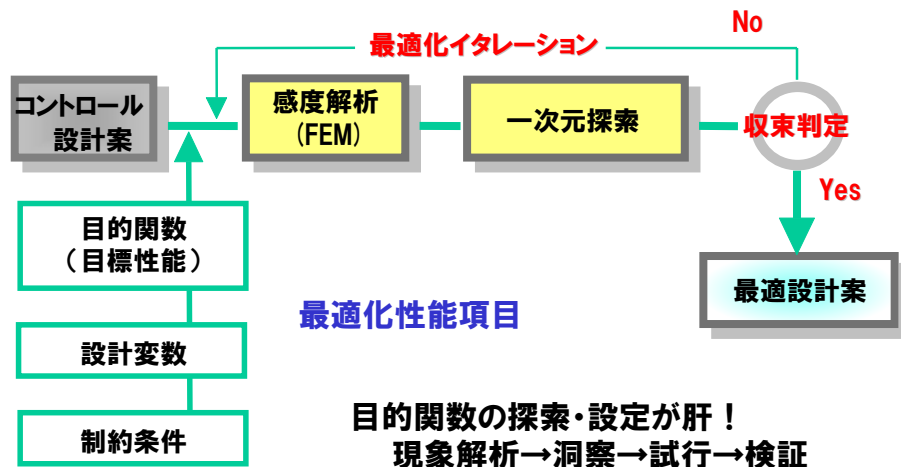 No
最適化イタレーション
コントロール
設計案
感度解析
(FEM)
一次元探索
収束判定
Yes
目的関数
(目標性能)
最適設計案
最適化性能項目
設計変数
制約条件
目的関数の探索・設定が肝!
現象解析→洞察→試行→検証